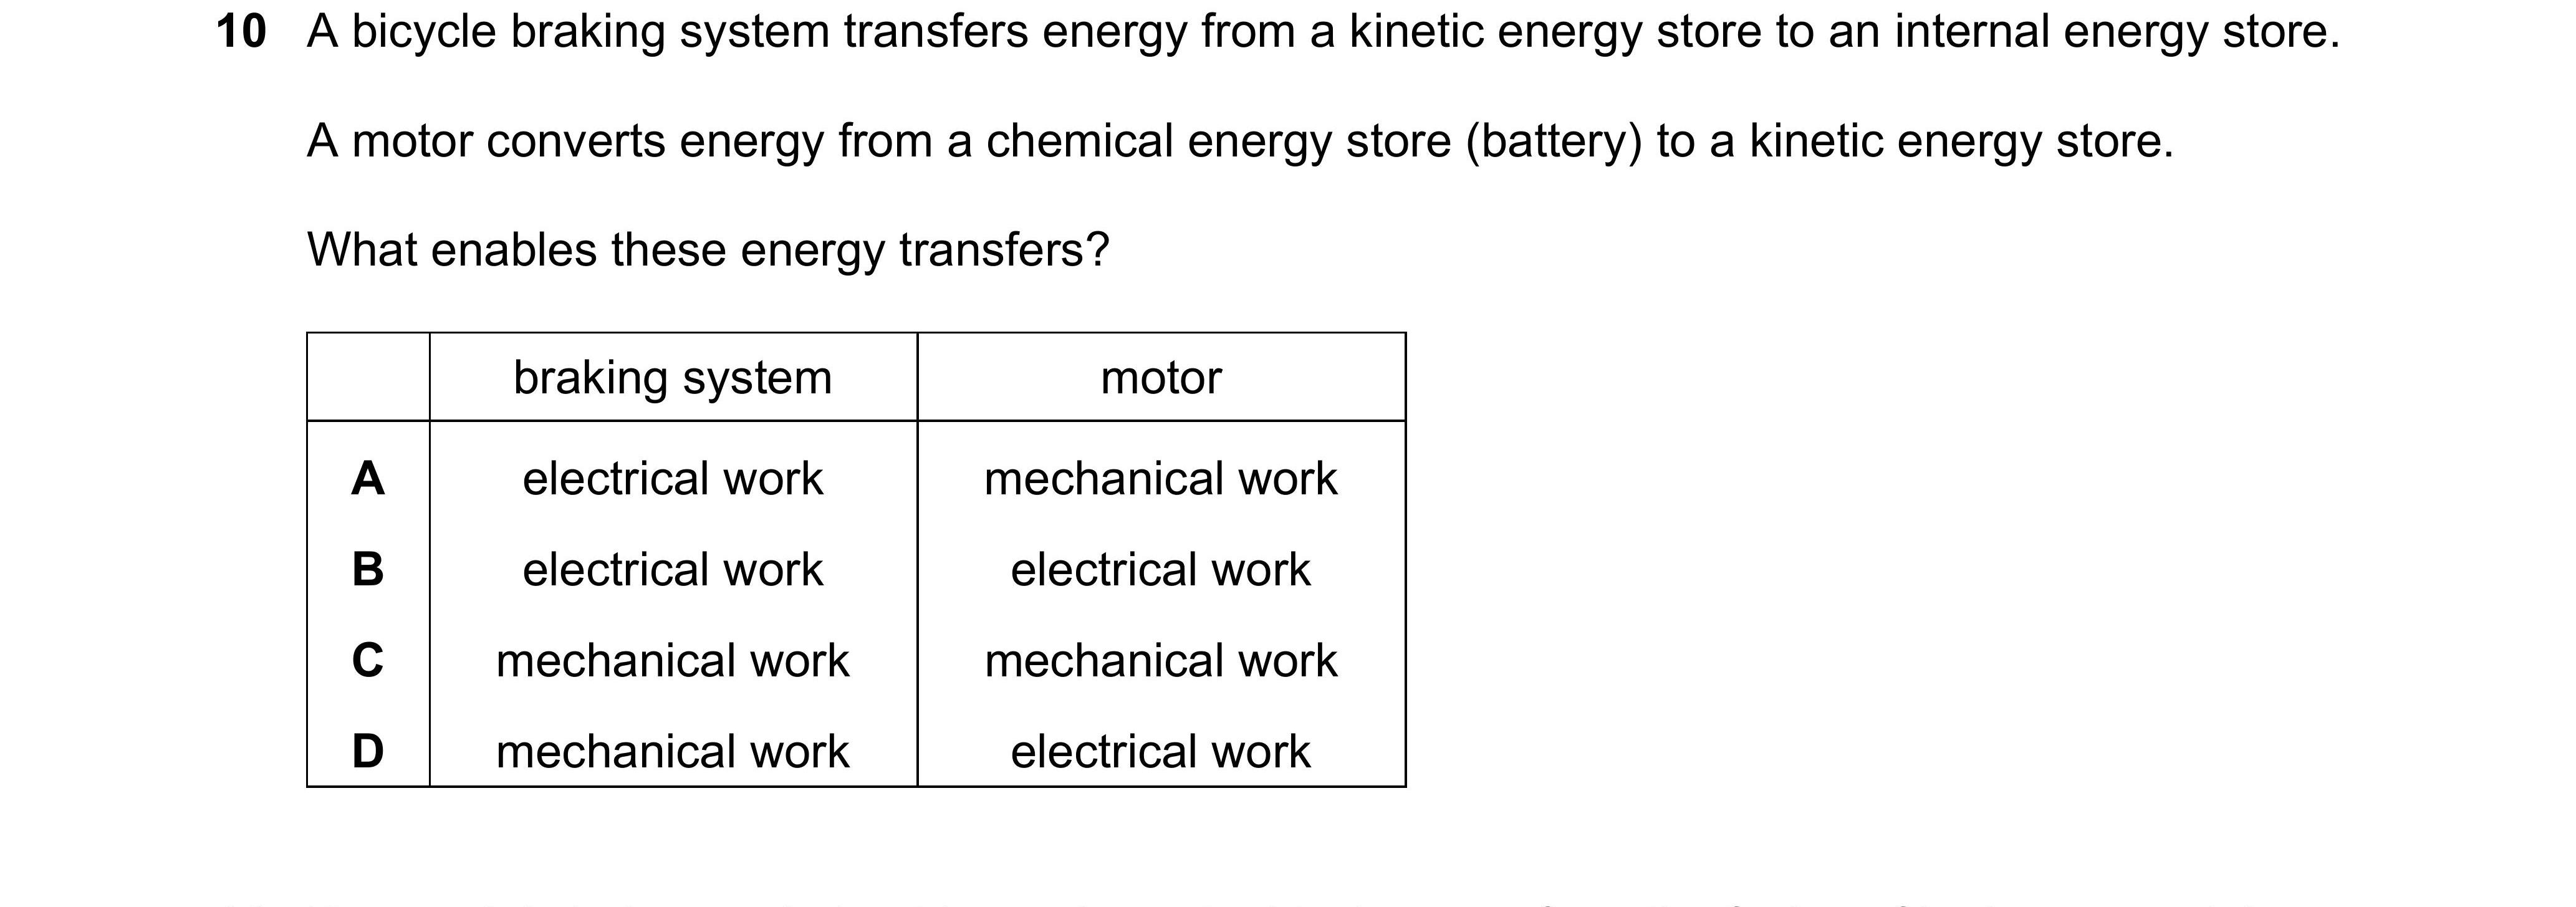 10 A bicycle braking system transfers energy from a kinetic energy store to an internal energy store.
A motor converts energy from a chemical energy store (battery) to a kinetic energy store.
What enables these energy transfers?
braking system motor
A electrical work mechanical work
B electrical work electrical work
C mechanical work mechanical work
D mechanical work electrical work